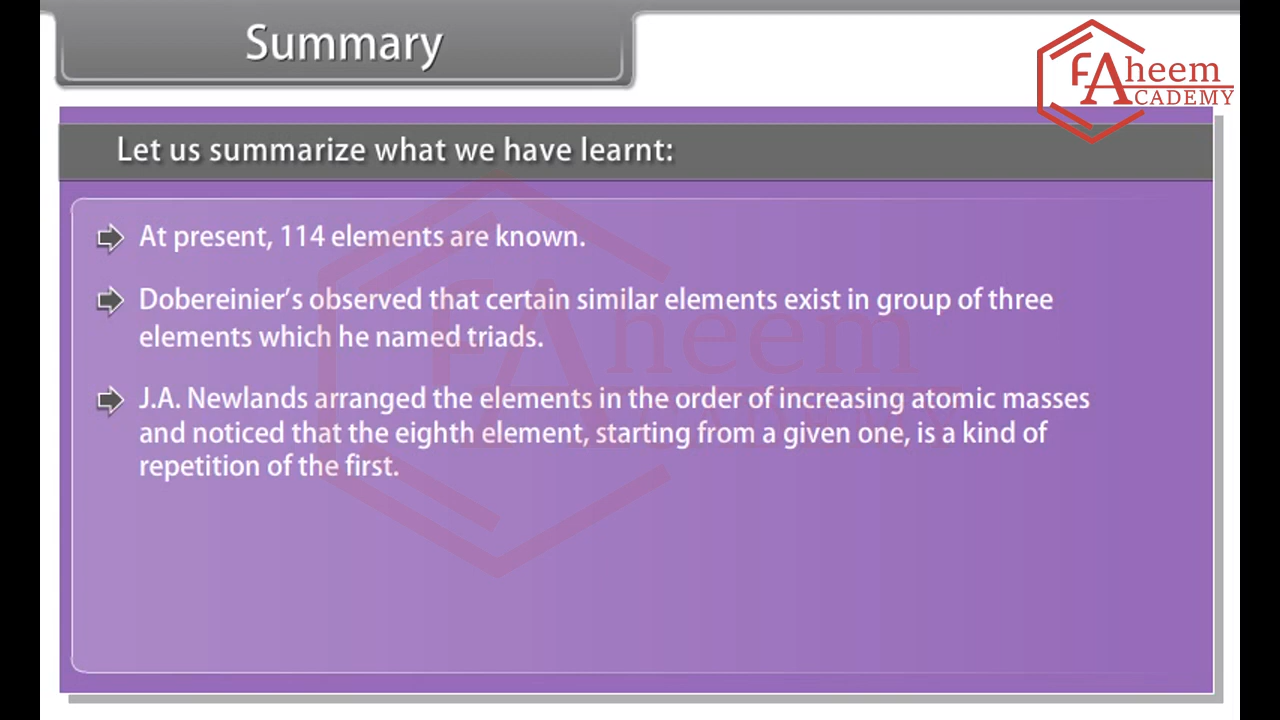 Summary
FAheem
ACADEMY
Let us summarize what we have learnt:
At present, 114 elements are known.
Dobereinier's observed that certain similar elements exist in group of three
elements which he named triads.
J.A. Newlands arranged the elements in the order of increasing atomic masses
and noticed that the eighth element, starting from a given one, is a kind of
repetition of the first.
FAheem
ACADEMY